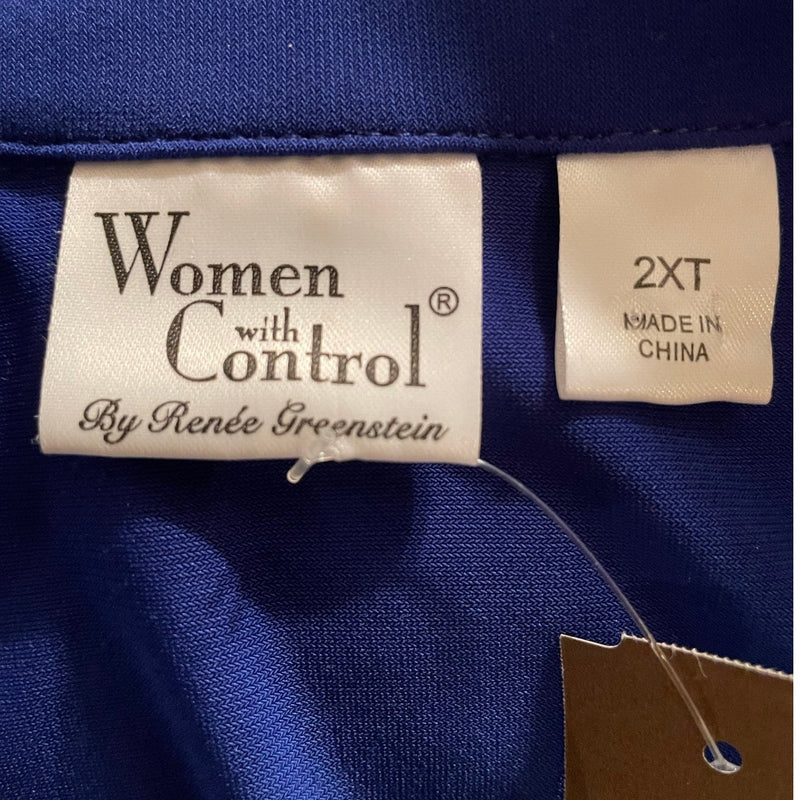 Women
with
Control®
By Renée Greenstein
2XT
MADE IN
CHINA